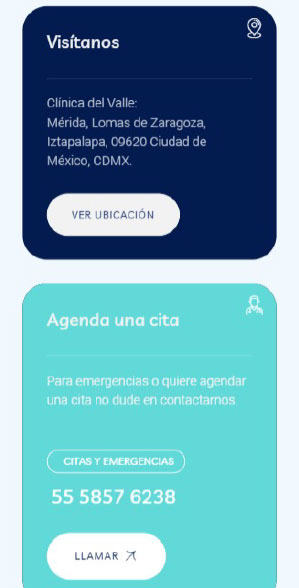 Visítanos
Clínica del Valle:
Mérida, Lomas de Zaragoza,
Iztapalapa, 09620 Ciudad de
México, CDMX.
VER UBICACIÓN
Agenda una cita
Para emergencias o quiere agendar
una cita no dude en contactarnos.
CITAS Y EMERGENCIAS
55 5857 6238
LLAMAR